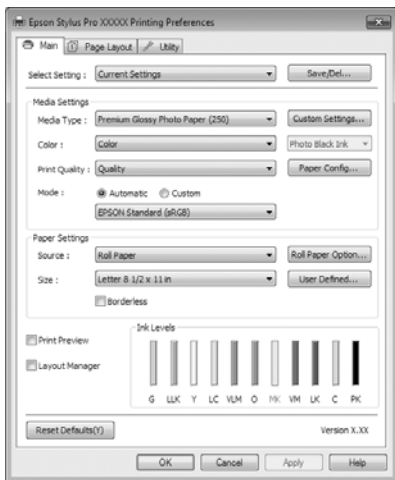 Epson Stylus Pro XXXXX Printing Preferences
Main Page Layout Utility
Select Setting : Current Settings Save/Del...
Media Settings
Media Type : Premium Glossy Photo Paper (250) Custom Settings...
Color : Color Photo Black Ink
Print Quality : Quality Paper Config...
Mode : Automatic Custom
EPSON Standard (sRGB)
Paper Settings
Source : Roll Paper Roll Paper Option...
Size : Letter 8 1/2 x 11 in User Defined...
Borderless
Print Preview
Layout Manager
Ink Levels
G LLK Y LC VLM O MK VM LK C PK
Reset Defaults(Y) Version X.XX
OK Cancel Apply Help